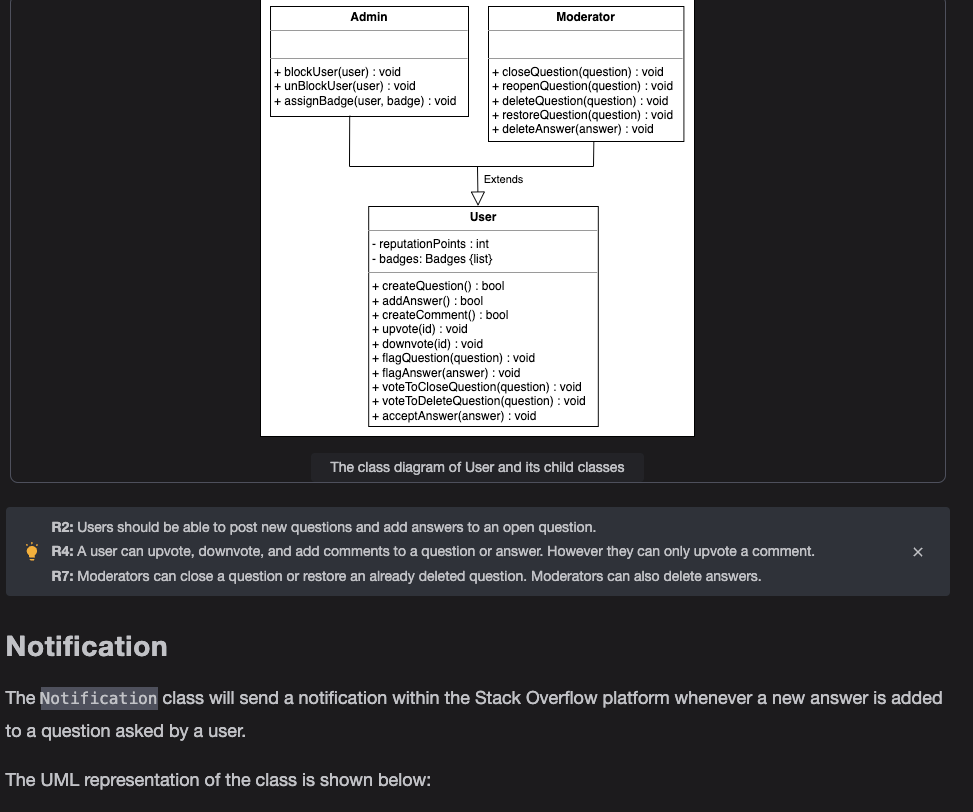 Admin
+ blockUser(user) : void
+ unBlockUser(user) : void
+ assignBadge(user, badge) : void
Moderator
+ closeQuestion(question) : void
+ reopenQuestion(question) : void
+ deleteQuestion(question) : void
+ restoreQuestion(question) : void
+ deleteAnswer(answer) : void
Extends
User
- reputationPoints : int
- badges: Badges {list}
+ createQuestion() : bool
+ addAnswer() : bool
+ createComment() : bool
+ upvote(id) : void
+ downvote(id) : void
+ flagQuestion(question) : void
+ flagAnswer(answer) : void
+ voteToCloseQuestion(question) : void
+ voteToDeleteQuestion(question) : void
+ acceptAnswer(answer) : void
The class diagram of User and its child classes
R2: Users should be able to post new questions and add answers to an open question.
R4: A user can upvote, downvote, and add comments to a question or answer. However they can only upvote a comment.
R7: Moderators can close a question or restore an already deleted question. Moderators can also delete answers.
Notification
The Notification class will send a notification within the Stack Overflow platform whenever a new answer is added
to a question asked by a user.
The UML representation of the class is shown below: